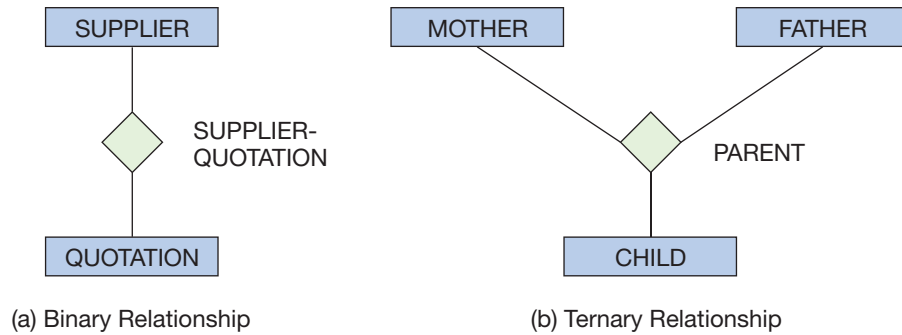 SUPPLIER
SUPPLIER-
QUOTATION
QUOTATION
(a) Binary Relationship
MOTHER
FATHER
PARENT
CHILD
(b) Ternary Relationship